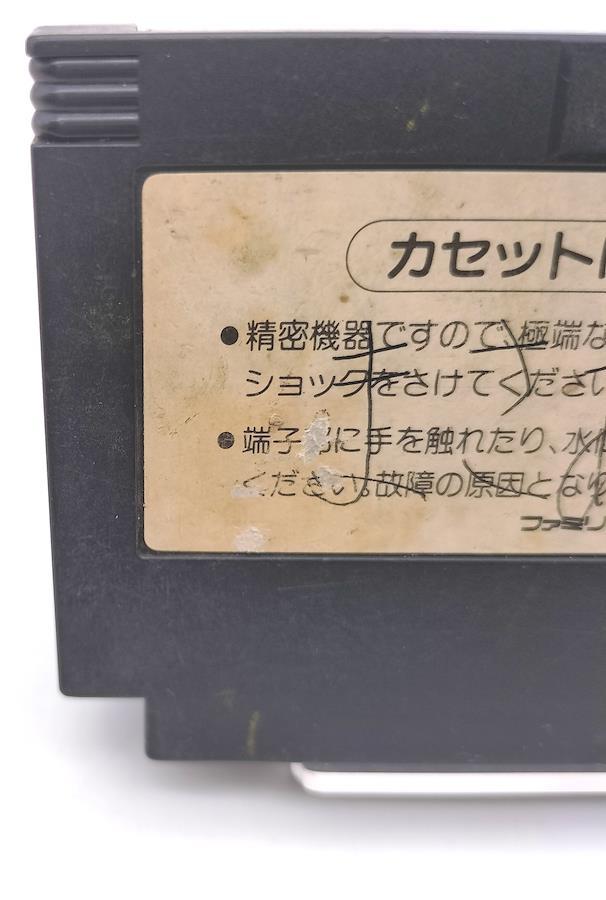 カセット
●精密機器ですので、極端な
ショックをさけてください
●端子部に手を触れたり、水
ください。故障の原因とな
ファミリ